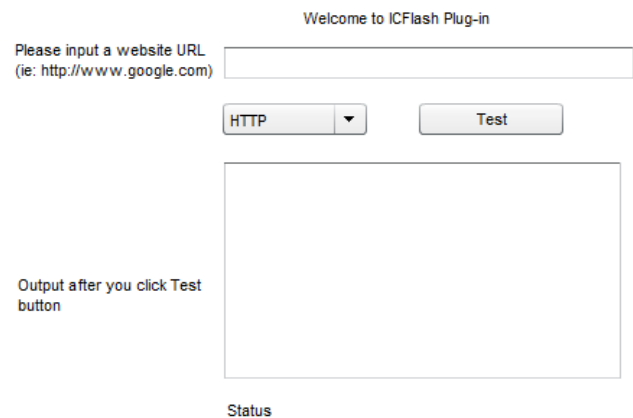 Welcome to ICFlash Plug-in
Please input a website URL
(ie: http://www.google.com)
HTTP
Test
Output after you click Test
button
Status